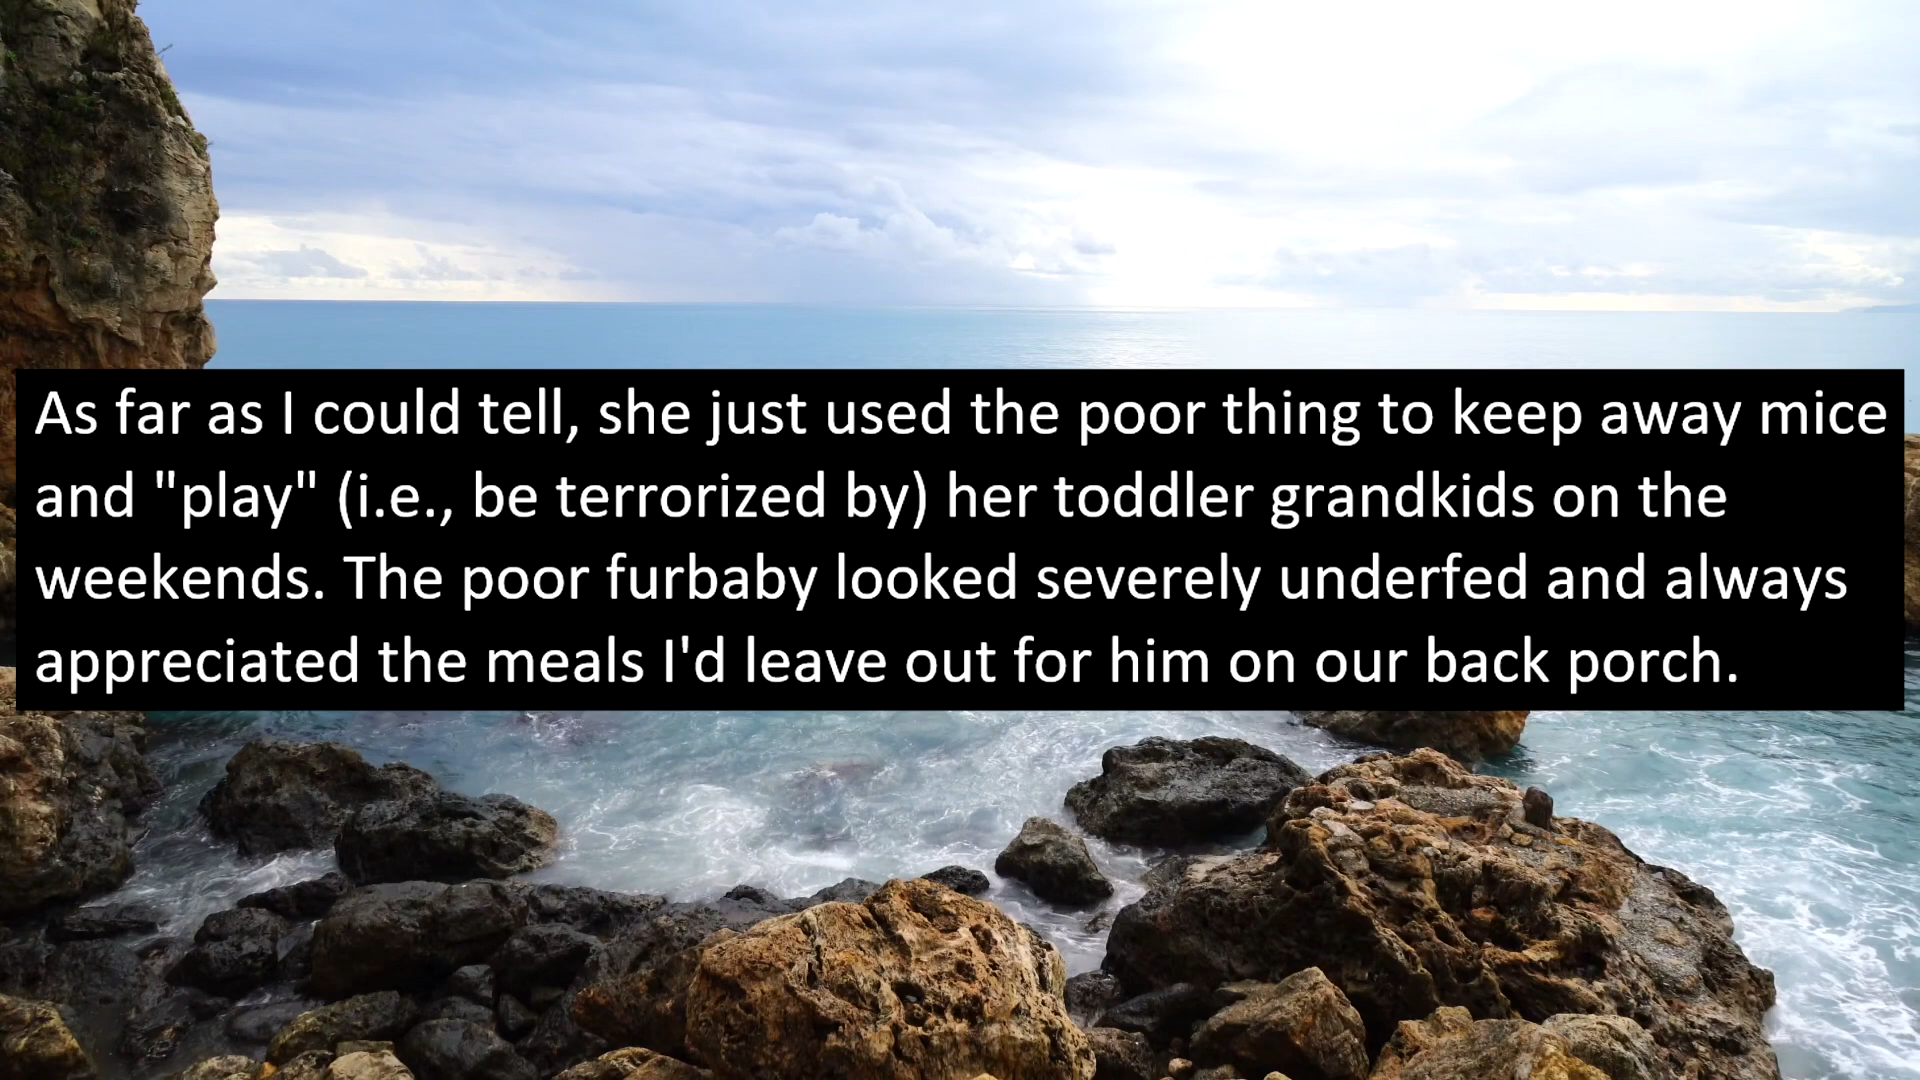 As far as I could tell, she just used the poor thing to keep away mice
and "play" (i.e., be terrorized by) her toddler grandkids on the
weekends. The poor furbaby looked severely underfed and always
appreciated the meals I'd leave out for him on our back porch.